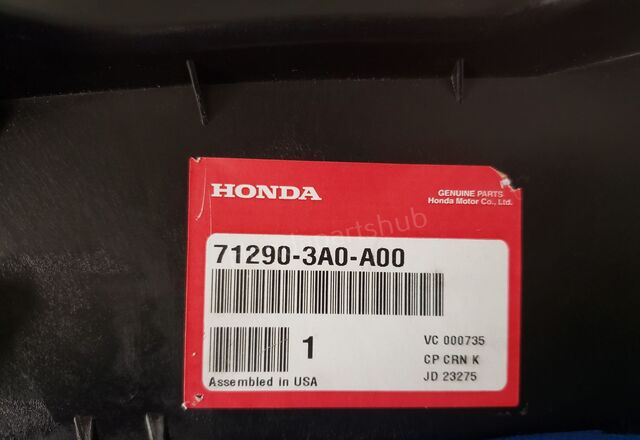 HONDA
GENUINE PARTS
Honda Motor Co., Ltd.
partshub
71290-3A0-A00
1
VC 000735
CP CRN K
JD 23275
Assembled in USA